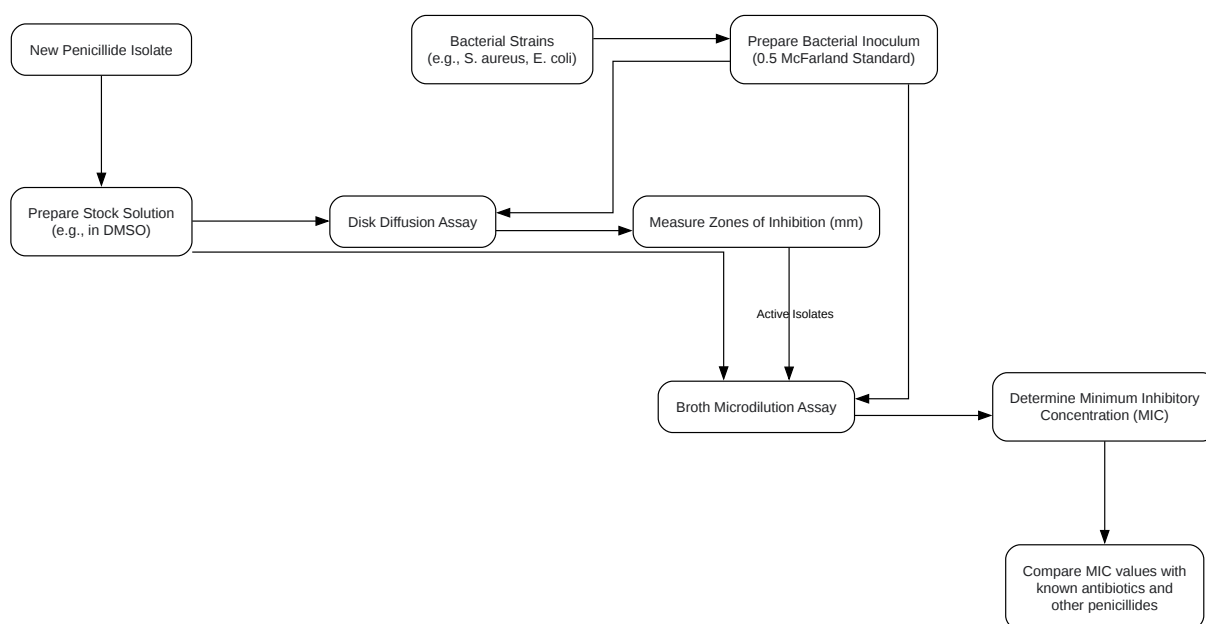 New Penicillide Isolate
Bacterial Strains
(e.g., S. aureus, E. coli)
Prepare Bacterial Inoculum
(0.5 McFarland Standard)
Prepare Stock Solution
(e.g., in DMSO)
Disk Diffusion Assay
Measure Zones of Inhibition (mm)
Active Isolates
Broth Microdilution Assay
Determine Minimum Inhibitory
Concentration (MIC)
Compare MIC values with
known antibiotics and
other penicillides